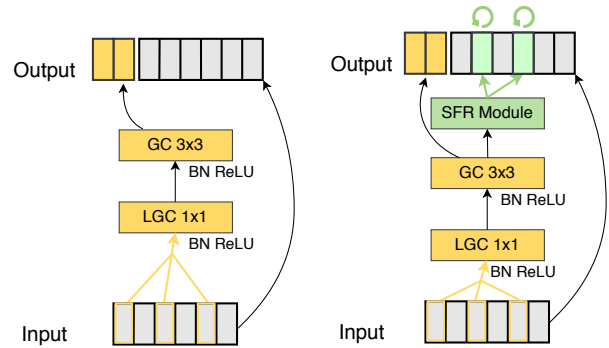 Output
GC 3x3
BN ReLU
LGC 1x1
BN ReLU
Input
Output
SFR Module
GC 3x3
BN ReLU
LGC 1x1
BN ReLU
Input